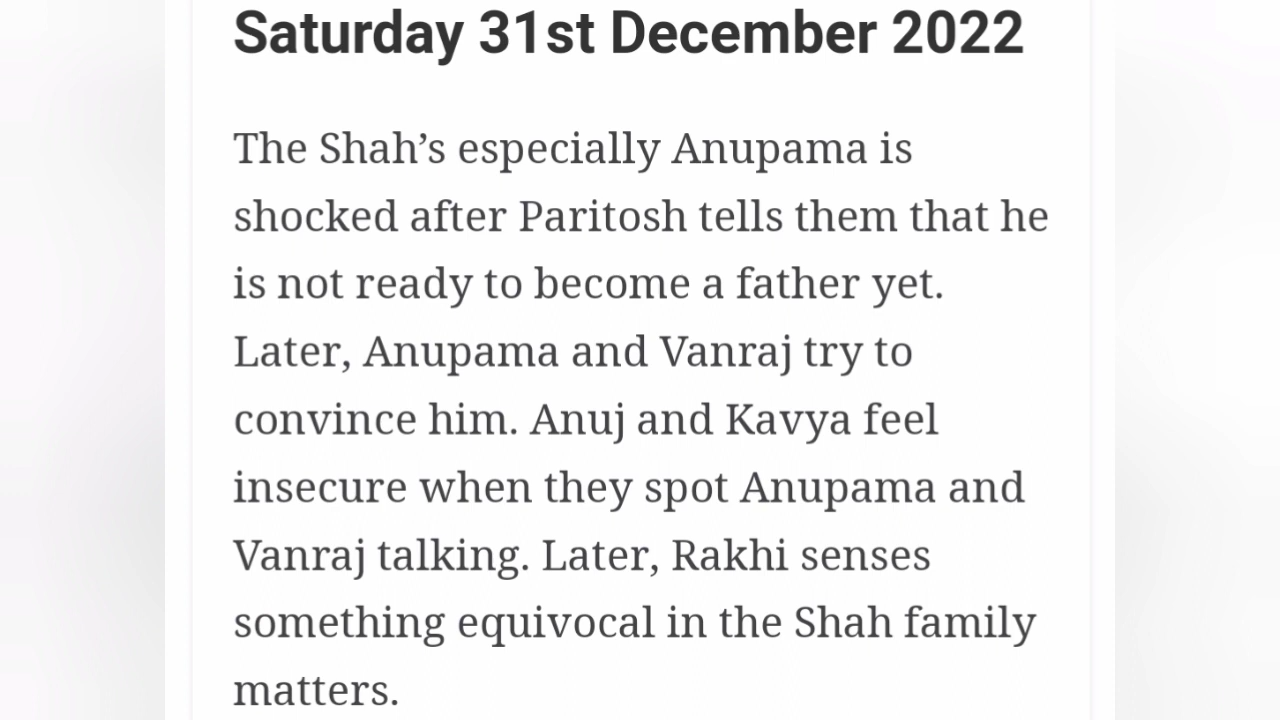 Saturday 31st December 2022
The Shah’s especially Anupama is
shocked after Paritosh tells them that he
is not ready to become a father yet.
Later, Anupama and Vanraj try to
convince him. Anuj and Kavya feel
insecure when they spot Anupama and
Vanraj talking. Later, Rakhi senses
something equivocal in the Shah family
matters.